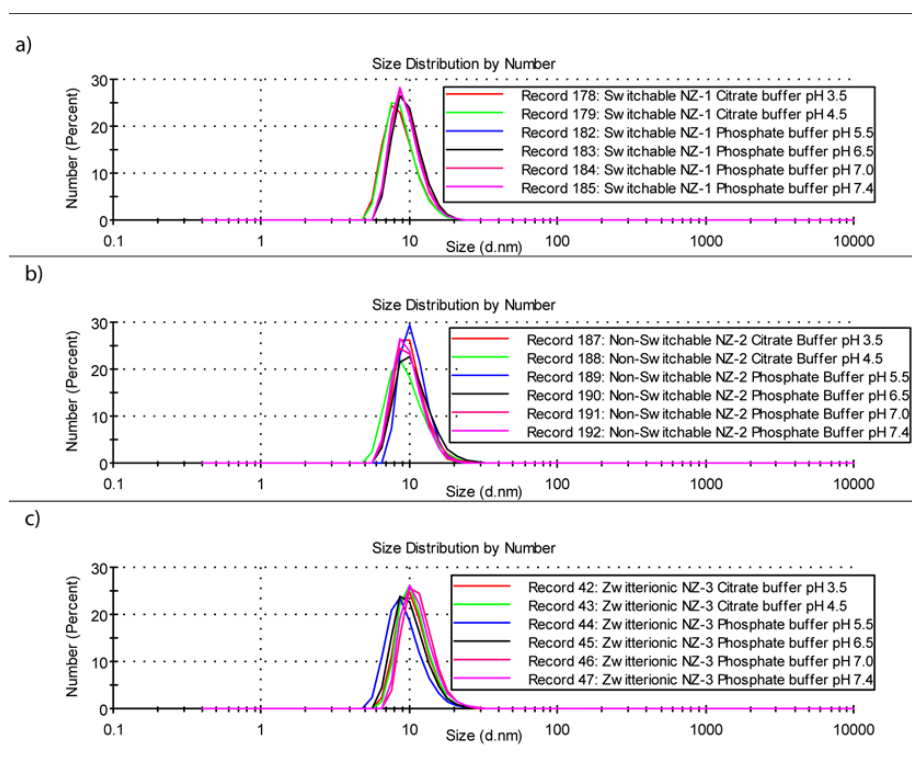 a)
Size Distribution by Number
Number (Percent)
30
20
10
0
Record 178: Switchable NZ-1 Citrate buffer pH 3.5
Record 179: Switchable NZ-1 Citrate buffer pH 4.5
Record 182: Switchable NZ-1 Phosphate buffer pH 5.5
Record 183: Switchable NZ-1 Phosphate buffer pH 6.5
Record 184: Switchable NZ-1 Phosphate buffer pH 7.0
Record 185: Switchable NZ-1 Phosphate buffer pH 7.4
0.1 1 10 100 1000 10000
Size (d.nm)
b)
Size Distribution by Number
Number (Percent)
30
20
10
0
Record 187: Non-Switchable NZ-2 Citrate Buffer pH 3.5
Record 188: Non-Switchable NZ-2 Citrate Buffer pH 4.5
Record 189: Non-Switchable NZ-2 Phosphate Buffer pH 5.5
Record 190: Non-Switchable NZ-2 Phosphate Buffer pH 6.5
Record 191: Non-Switchable NZ-2 Phosphate Buffer pH 7.0
Record 192: Non-Switchable NZ-2 Phosphate Buffer pH 7.4
0.1 1 10 100 1000 10000
Size (d.nm)
c)
Size Distribution by Number
Number (Percent)
30
20
10
0
Record 42: Zwitterionic NZ-3 Citrate buffer pH 3.5
Record 43: Zwitterionic NZ-3 Citrate buffer pH 4.5
Record 44: Zwitterionic NZ-3 Phosphate buffer pH 5.5
Record 45: Zwitterionic NZ-3 Phosphate buffer pH 6.5
Record 46: Zwitterionic NZ-3 Phosphate buffer pH 7.0
Record 47: Zwitterionic NZ-3 Phosphate buffer pH 7.4
0.1 1 10 100 1000 10000
Size (d.nm)